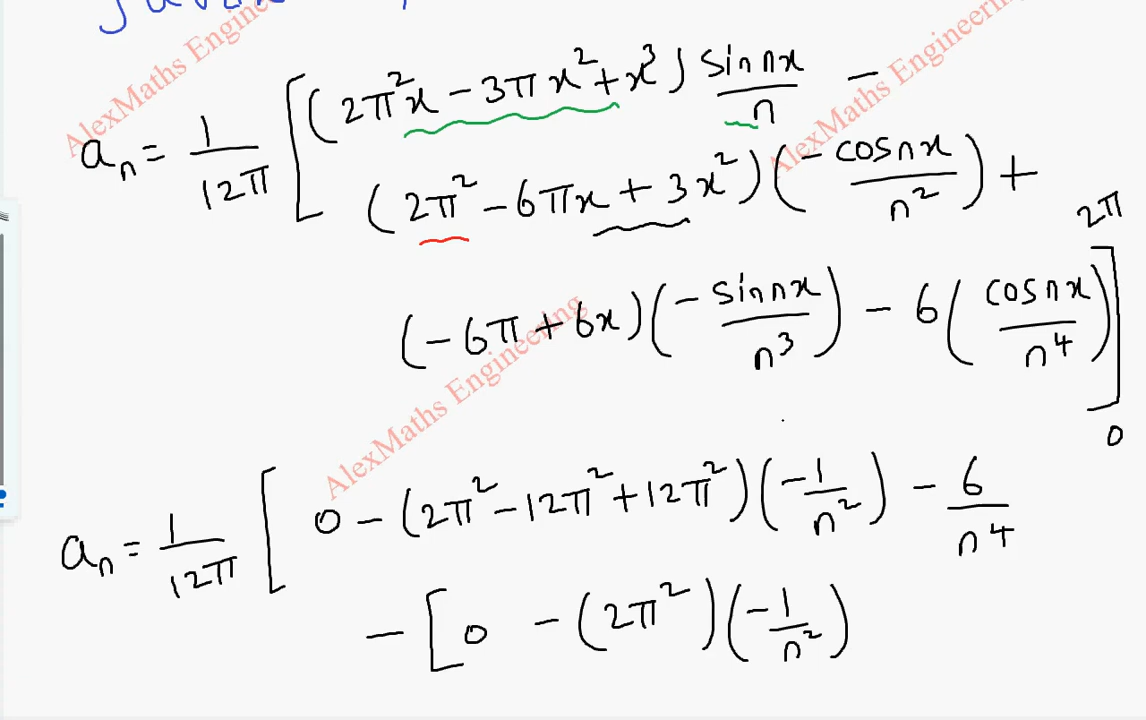 AlexMaths Engineering
AlexMaths Engineering
a_n = 1/12π [ (2π²x − 3πx² + x³) sin nx/n −
(2π² − 6πx + 3x²) (−cos nx/n²) +
(−6π + 6x) (−sin nx/n³) − 6 (cos nx/n⁴) ]₀^2π
AlexMaths Engineering
a_n = 1/12π [ 0 − (2π² − 12π² + 12π²) (−1/n²) − 6/n⁴
− [ 0 − (2π²) (−1/n²)